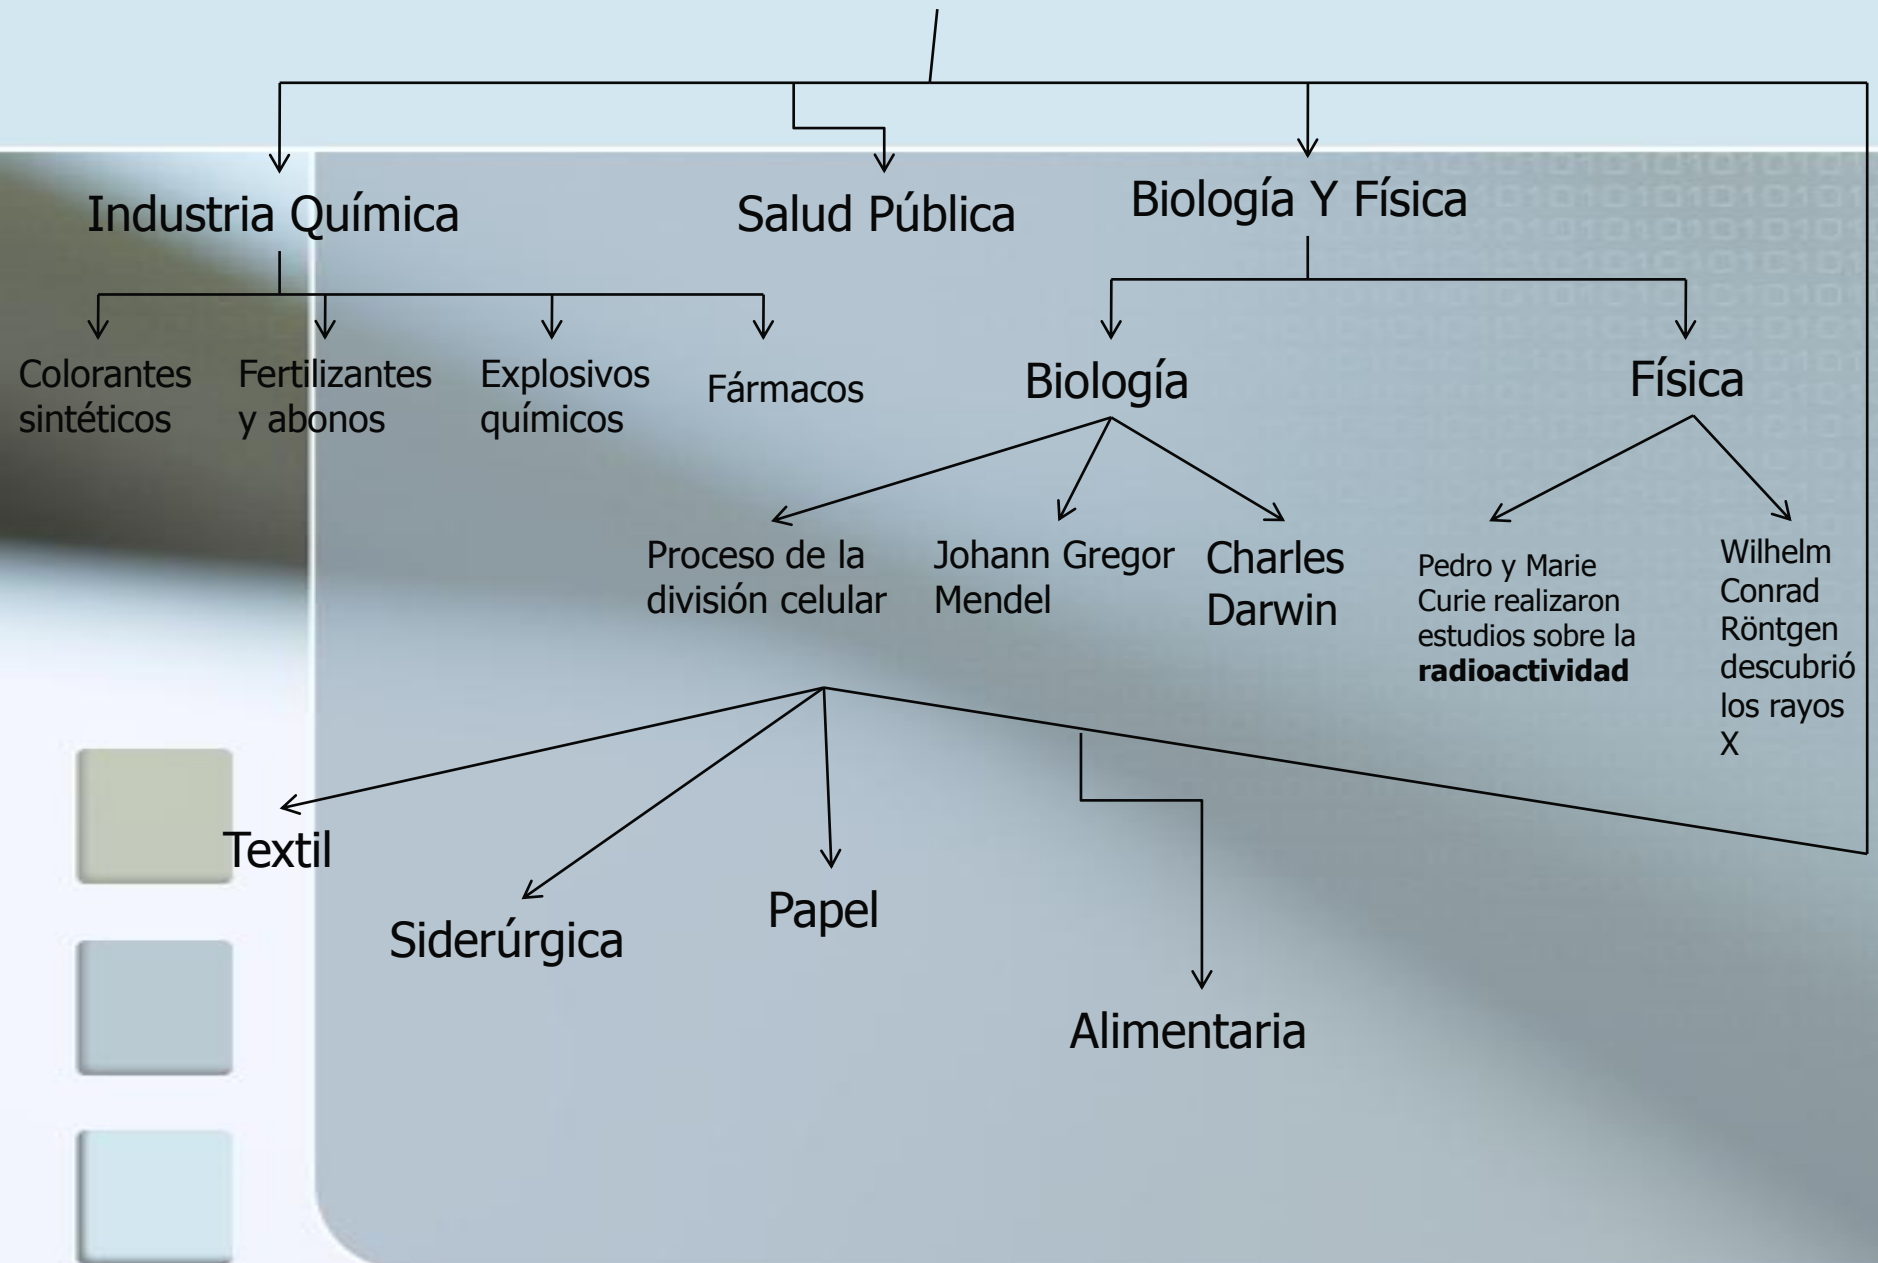 Industria Química
Salud Pública
Biología Y Física
Colorantes
sintéticos
Fertilizantes
y abonos
Explosivos
químicos
Fármacos
Biología
Física
Proceso de la
división celular
Johann Gregor
Mendel
Charles
Darwin
Pedro y Marie
Curie realizaron
estudios sobre la
radioactividad
Wilhelm
Conrad
Röntgen
descubrió
los rayos
X
Textil
Siderúrgica
Papel
Alimentaria